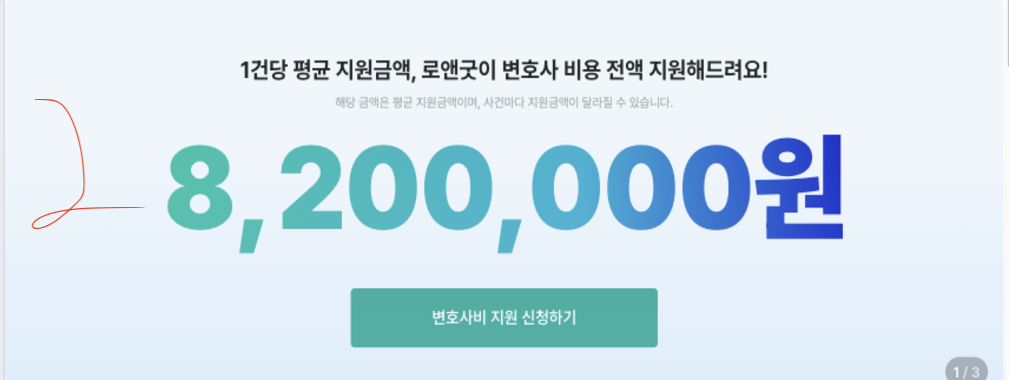 1건당 평균 지원금액, 로앤굿이 변호사 비용 전액 지원해드려요!
해당 금액은 평균 지원금액이며, 사건마다 지원금액이 달라질 수 있습니다.
8,200,000원
변호사비 지원 신청하기
1 / 3